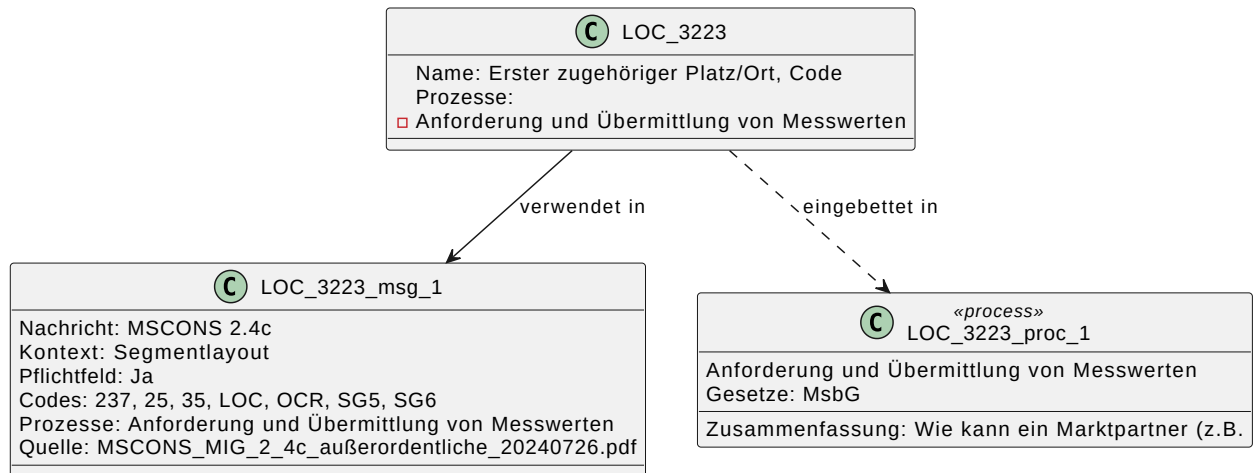 C LOC_3223
Name: Erster zugehöriger Platz/Ort, Code
Prozesse:
Anforderung und Übermittlung von Messwerten
verwendet in
eingebettet in
C LOC_3223_msg_1
Nachricht: MSCONS 2.4c
Kontext: Segmentlayout
Pflichtfeld: Ja
Codes: 237, 25, 35, LOC, OCR, SG5, SG6
Prozesse: Anforderung und Übermittlung von Messwerten
Quelle: MSCONS_MIG_2_4c_außerordentliche_20240726.pdf
«process»
C LOC_3223_proc_1
Anforderung und Übermittlung von Messwerten
Gesetze: MsbG
Zusammenfassung: Wie kann ein Marktpartner (z.B.